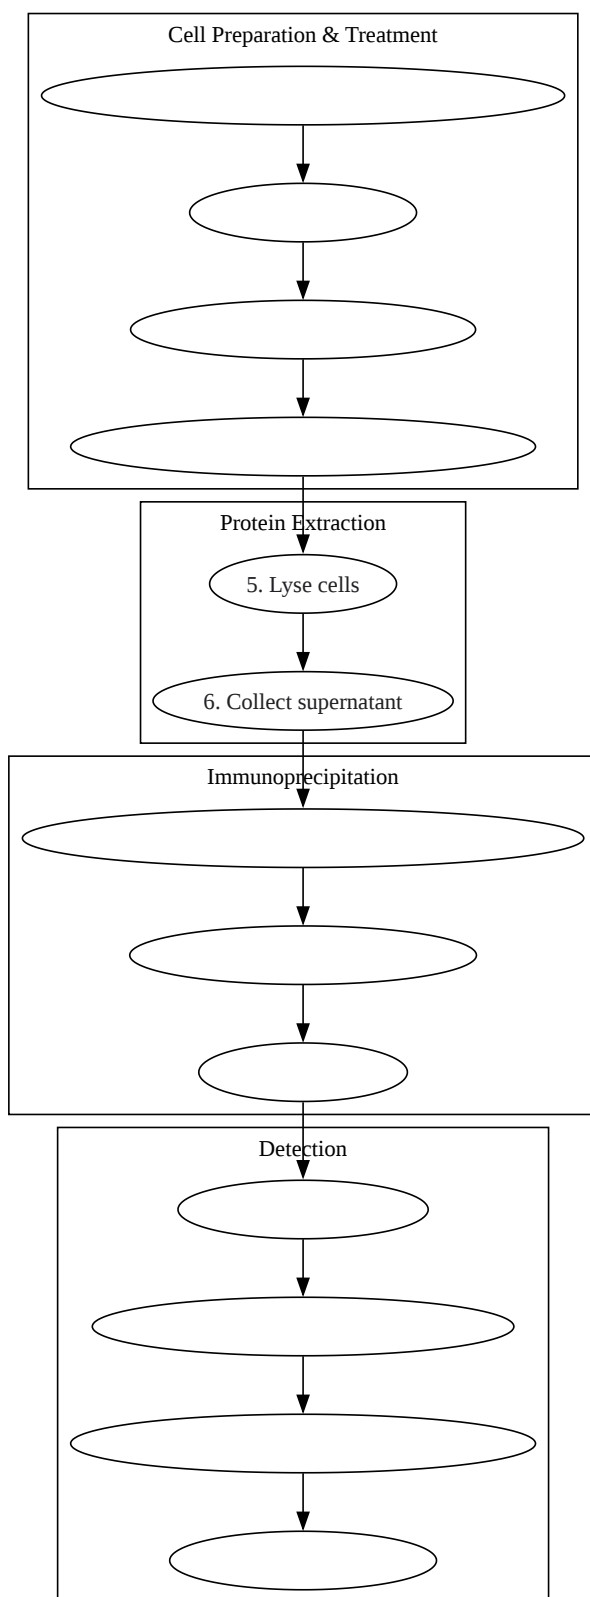 Cell Preparation & Treatment
Protein Extraction
5. Lyse cells
6. Collect supernatant
Immunoprecipitation
Detection